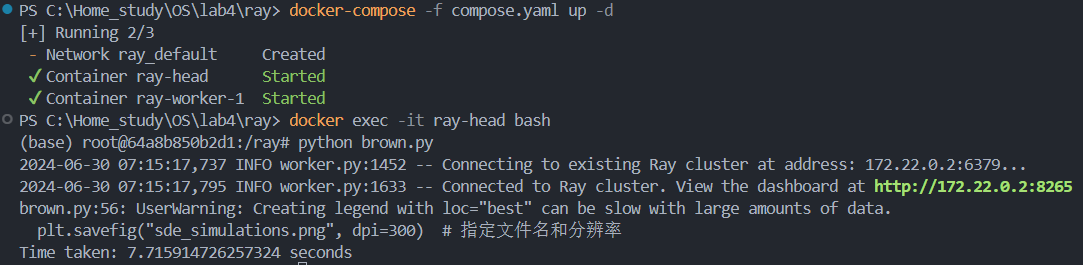 PS C:\Home_study\OS\lab4\ray> docker-compose -f compose.yaml up -d
[+] Running 2/3
 - Network ray_default     Created
 ✔ Container ray-head      Started
 ✔ Container ray-worker-1  Started
PS C:\Home_study\OS\lab4\ray> docker exec -it ray-head bash
(base) root@64a8b850b2d1:/ray# python brown.py
2024-06-30 07:15:17,737 INFO worker.py:1452 -- Connecting to existing Ray cluster at address: 172.22.0.2:6379...
2024-06-30 07:15:17,795 INFO worker.py:1633 -- Connected to Ray cluster. View the dashboard at http://172.22.0.2:8265
brown.py:56: UserWarning: Creating legend with loc="best" can be slow with large amounts of data.
  plt.savefig("sde_simulations.png", dpi=300)  # 指定文件名和分辨率
Time taken: 7.715914726257324 seconds